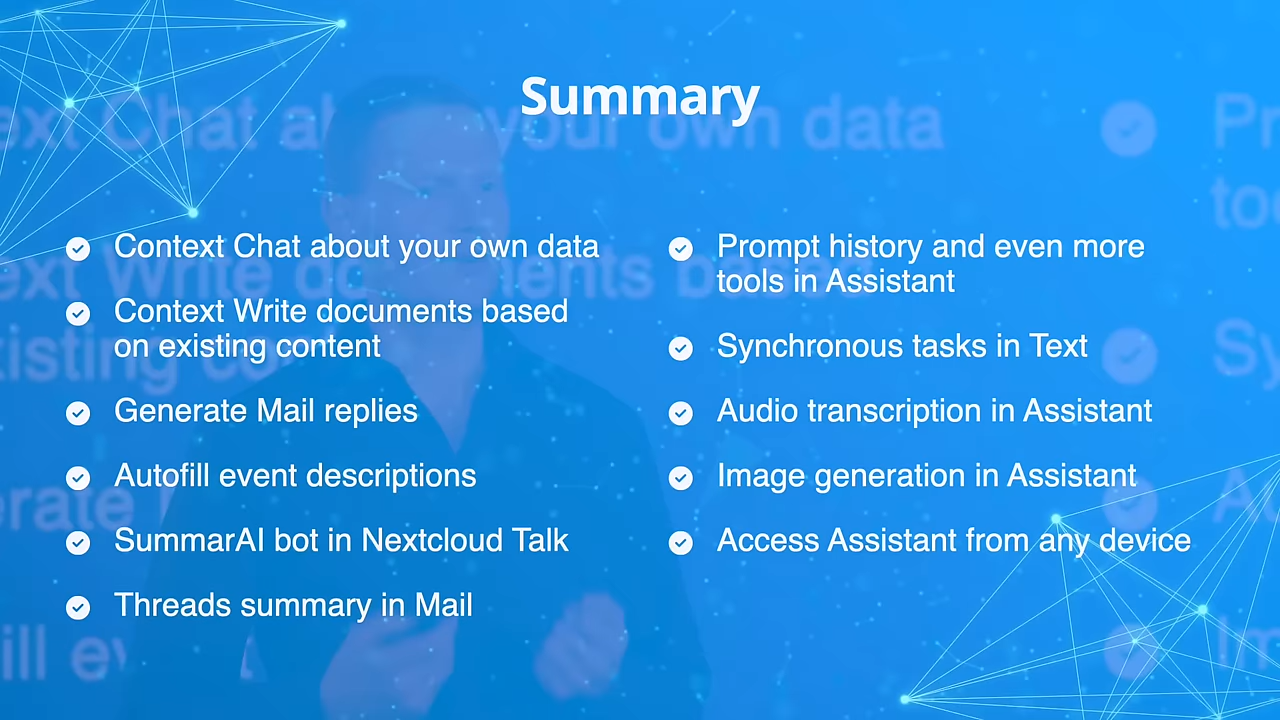 Summary
Context Chat about your own data
Context Write documents based
on existing content
Generate Mail replies
Autofill event descriptions
SummarAI bot in Nextcloud Talk
Threads summary in Mail
Prompt history and even more
tools in Assistant
Synchronous tasks in Text
Audio transcription in Assistant
Image generation in Assistant
Access Assistant from any device